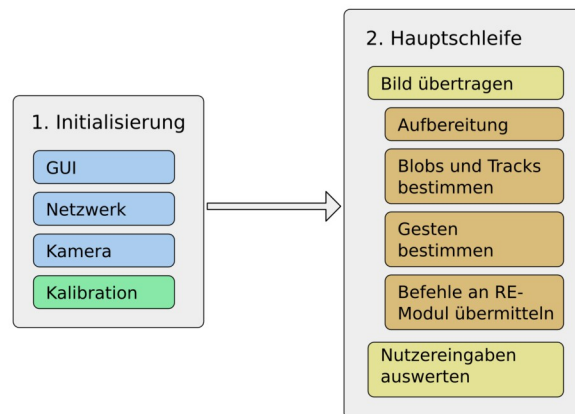 1. Initialisierung
GUI
Netzwerk
Kamera
Kalibration
2. Hauptschleife
Bild übertragen
Aufbereitung
Blobs und Tracks
bestimmen
Gesten
bestimmen
Befehle an RE-
Modul übermitteln
Nutzereingaben
auswerten